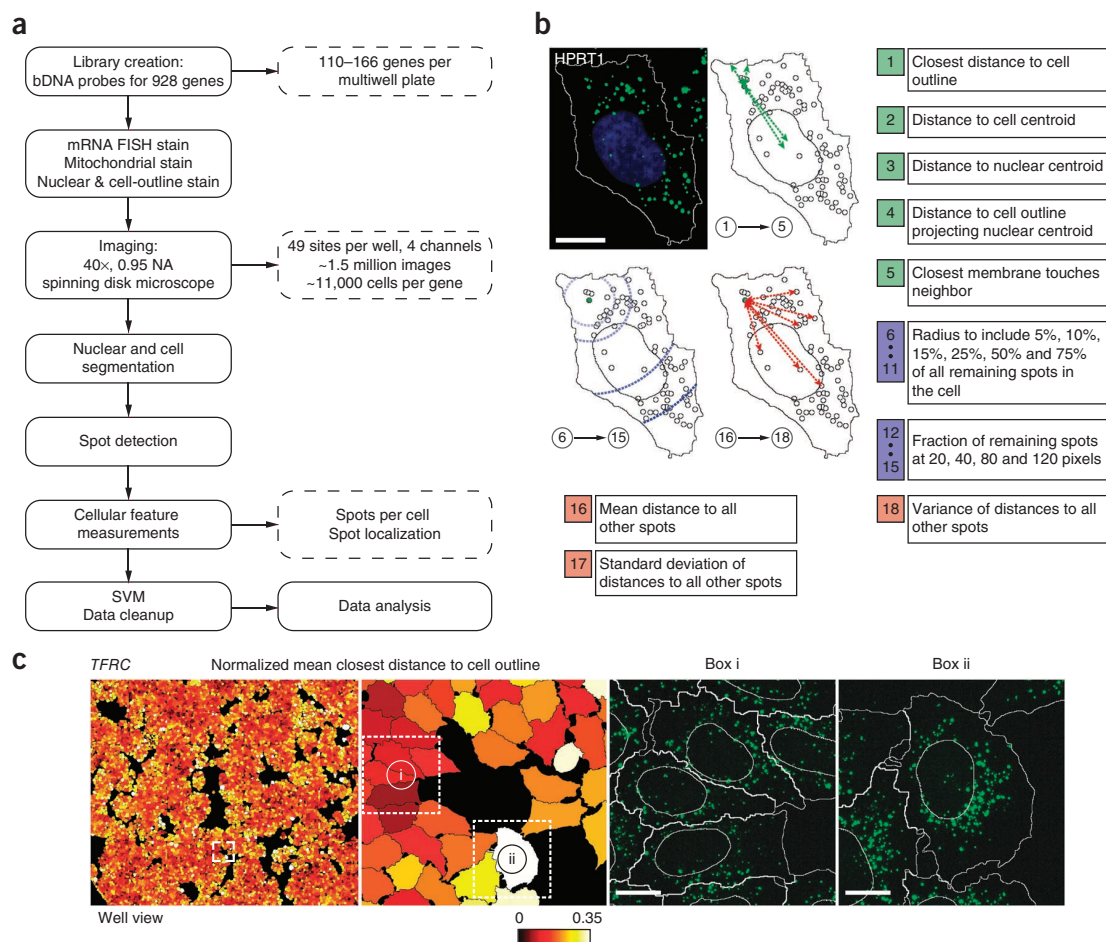 a
Library creation:
bDNA probes for 928 genes
110–166 genes per
multiwell plate
mRNA FISH stain
Mitochondrial stain
Nuclear & cell-outline stain
Imaging:
40×, 0.95 NA
spinning disk microscope
49 sites per well, 4 channels
~1.5 million images
~11,000 cells per gene
Nuclear and cell
segmentation
Spot detection
Cellular feature
measurements
Spots per cell
Spot localization
SVM
Data cleanup
Data analysis
b
HPRT1
1 5
6 15
16 18
1 Closest distance to cell
outline
2 Distance to cell centroid
3 Distance to nuclear centroid
4 Distance to cell outline
projecting nuclear centroid
5 Closest membrane touches
neighbor
6
11
Radius to include 5%, 10%,
15%, 25%, 50% and 75%
of all remaining spots in
the cell
12
15
Fraction of remaining spots
at 20, 40, 80 and 120 pixels
16 Mean distance to all
other spots
17 Standard deviation of
distances to all other spots
18 Variance of distances to all
other spots
c
TFRC
Normalized mean closest distance to cell outline
Box i
Box ii
i
ii
Well view
0 0.35